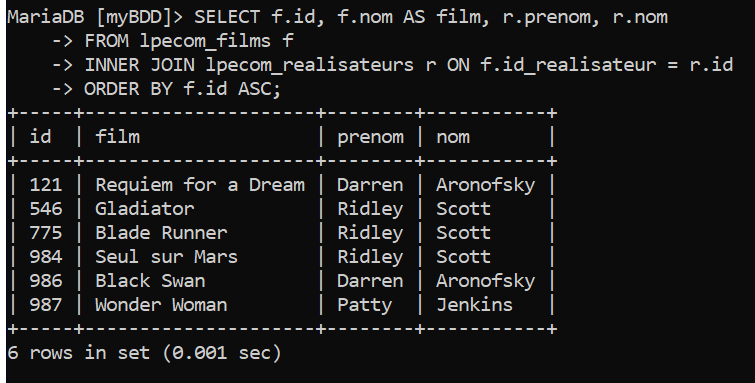 MariaDB [myBDD]> SELECT f.id, f.nom AS film, r.prenom, r.nom
    -> FROM lpecom_films f
    -> INNER JOIN lpecom_realisateurs r ON f.id_realisateur = r.id
    -> ORDER BY f.id ASC;
+-----+---------------------+--------+-----------+
| id  | film                | prenom | nom       |
+-----+---------------------+--------+-----------+
| 121 | Requiem for a Dream | Darren | Aronofsky |
| 546 | Gladiator           | Ridley | Scott     |
| 775 | Blade Runner        | Ridley | Scott     |
| 984 | Seul sur Mars       | Ridley | Scott     |
| 986 | Black Swan          | Darren | Aronofsky |
| 987 | Wonder Woman        | Patty  | Jenkins   |
+-----+---------------------+--------+-----------+
6 rows in set (0.001 sec)